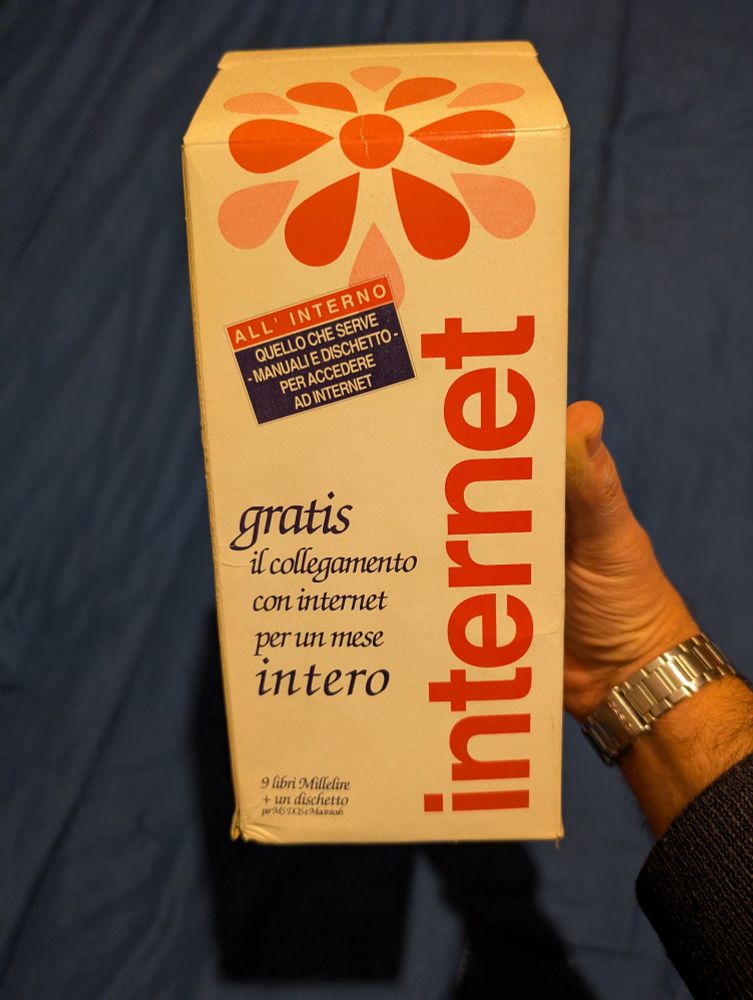 ALL' INTERNO
QUELLO CHE SERVE
- MANUALI E DISCHETTO -
PER ACCEDERE
AD INTERNET
internet
gratis
il collegamento
con internet
per un mese
intero
9 libri Millelire
+ un dischetto
per MS DOS e Macintosh